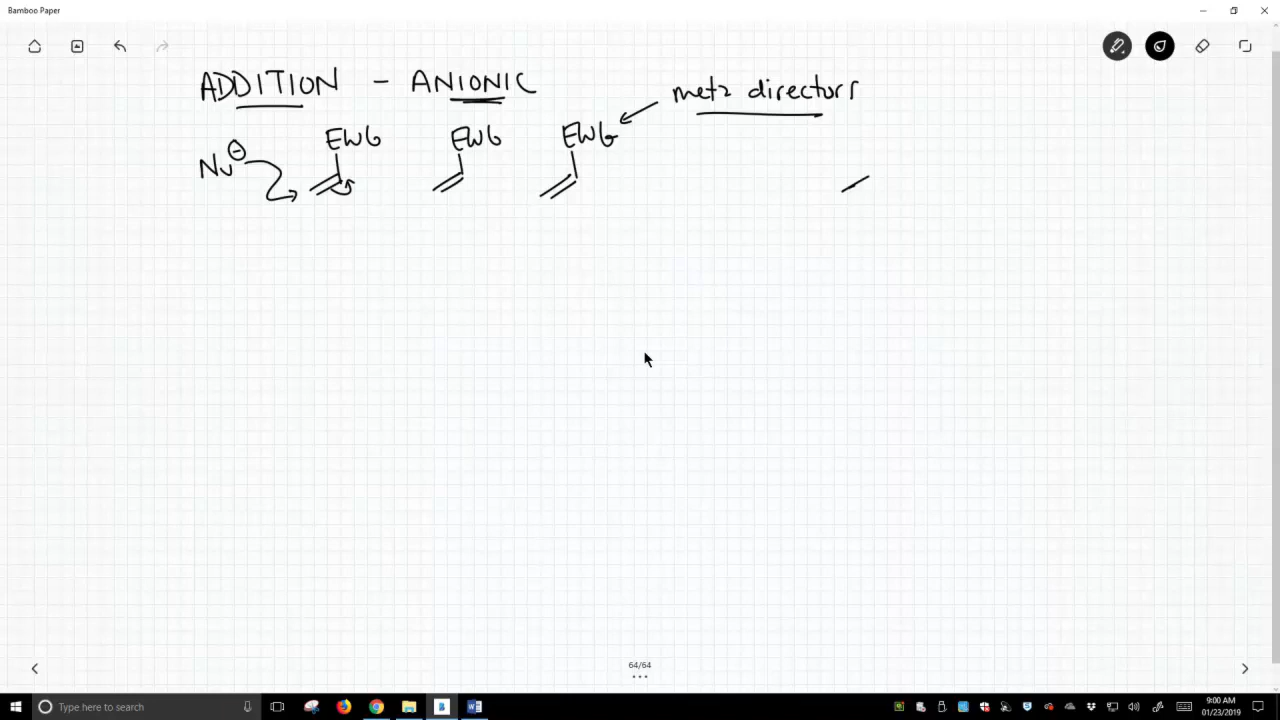 Bamboo Paper
ADDITION - ANIONIC
meta directors
Nu⊖ EWG EWG EWG
64/64
Type here to search
9:00 AM
01/23/2019